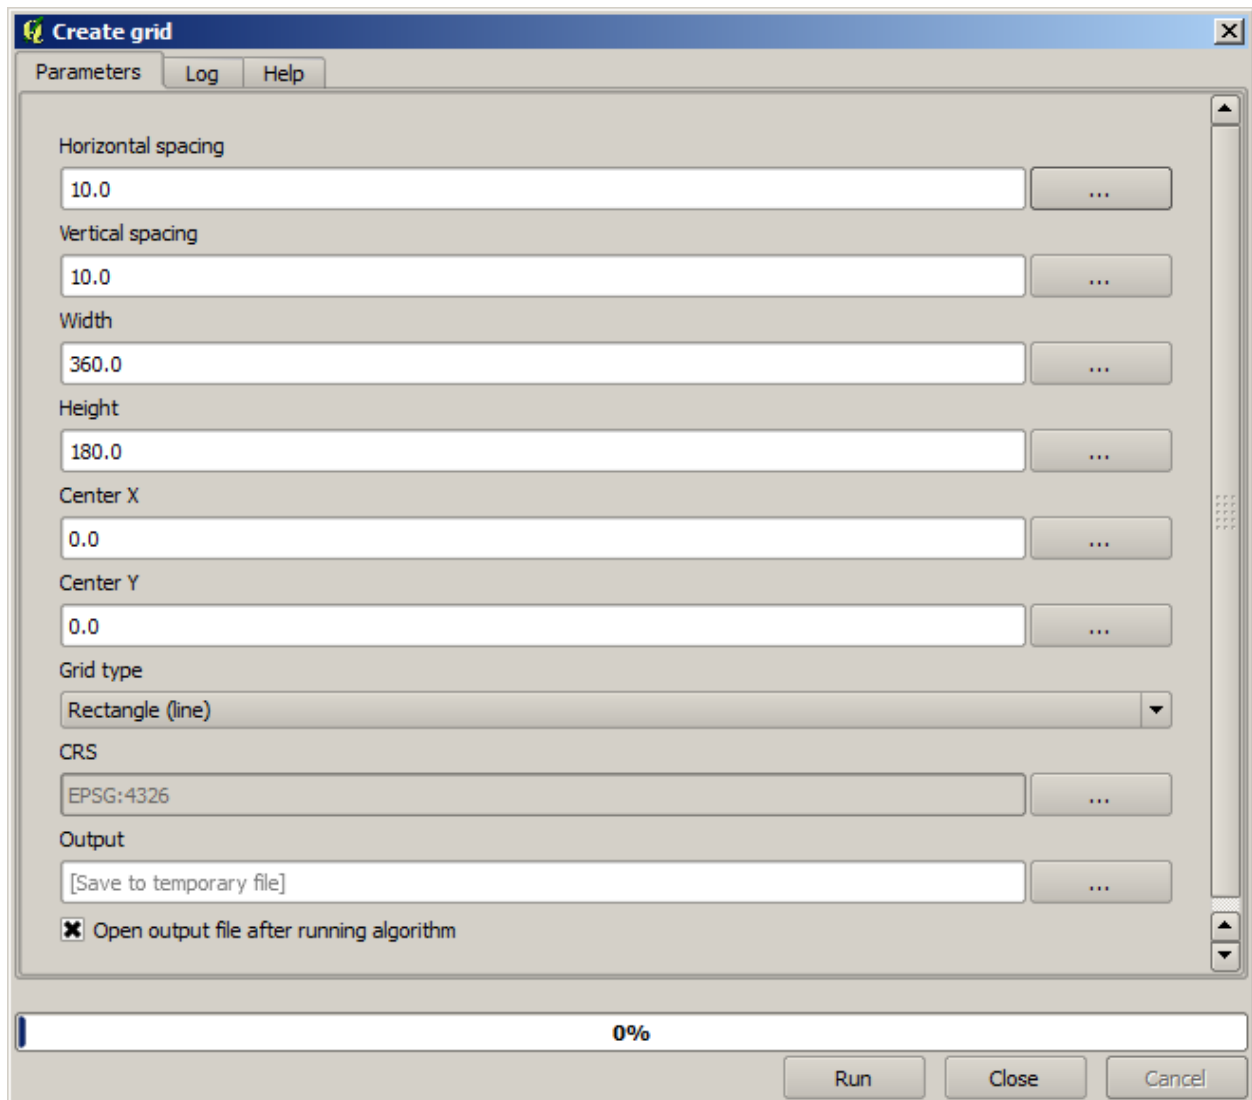 Create grid
Parameters Log Help
Horizontal spacing
10.0 ...
Vertical spacing
10.0 ...
Width
360.0 ...
Height
180.0 ...
Center X
0.0 ...
Center Y
0.0 ...
Grid type
Rectangle (line)
CRS
EPSG:4326 ...
Output
[Save to temporary file] ...
Open output file after running algorithm
0%
Run Close Cancel